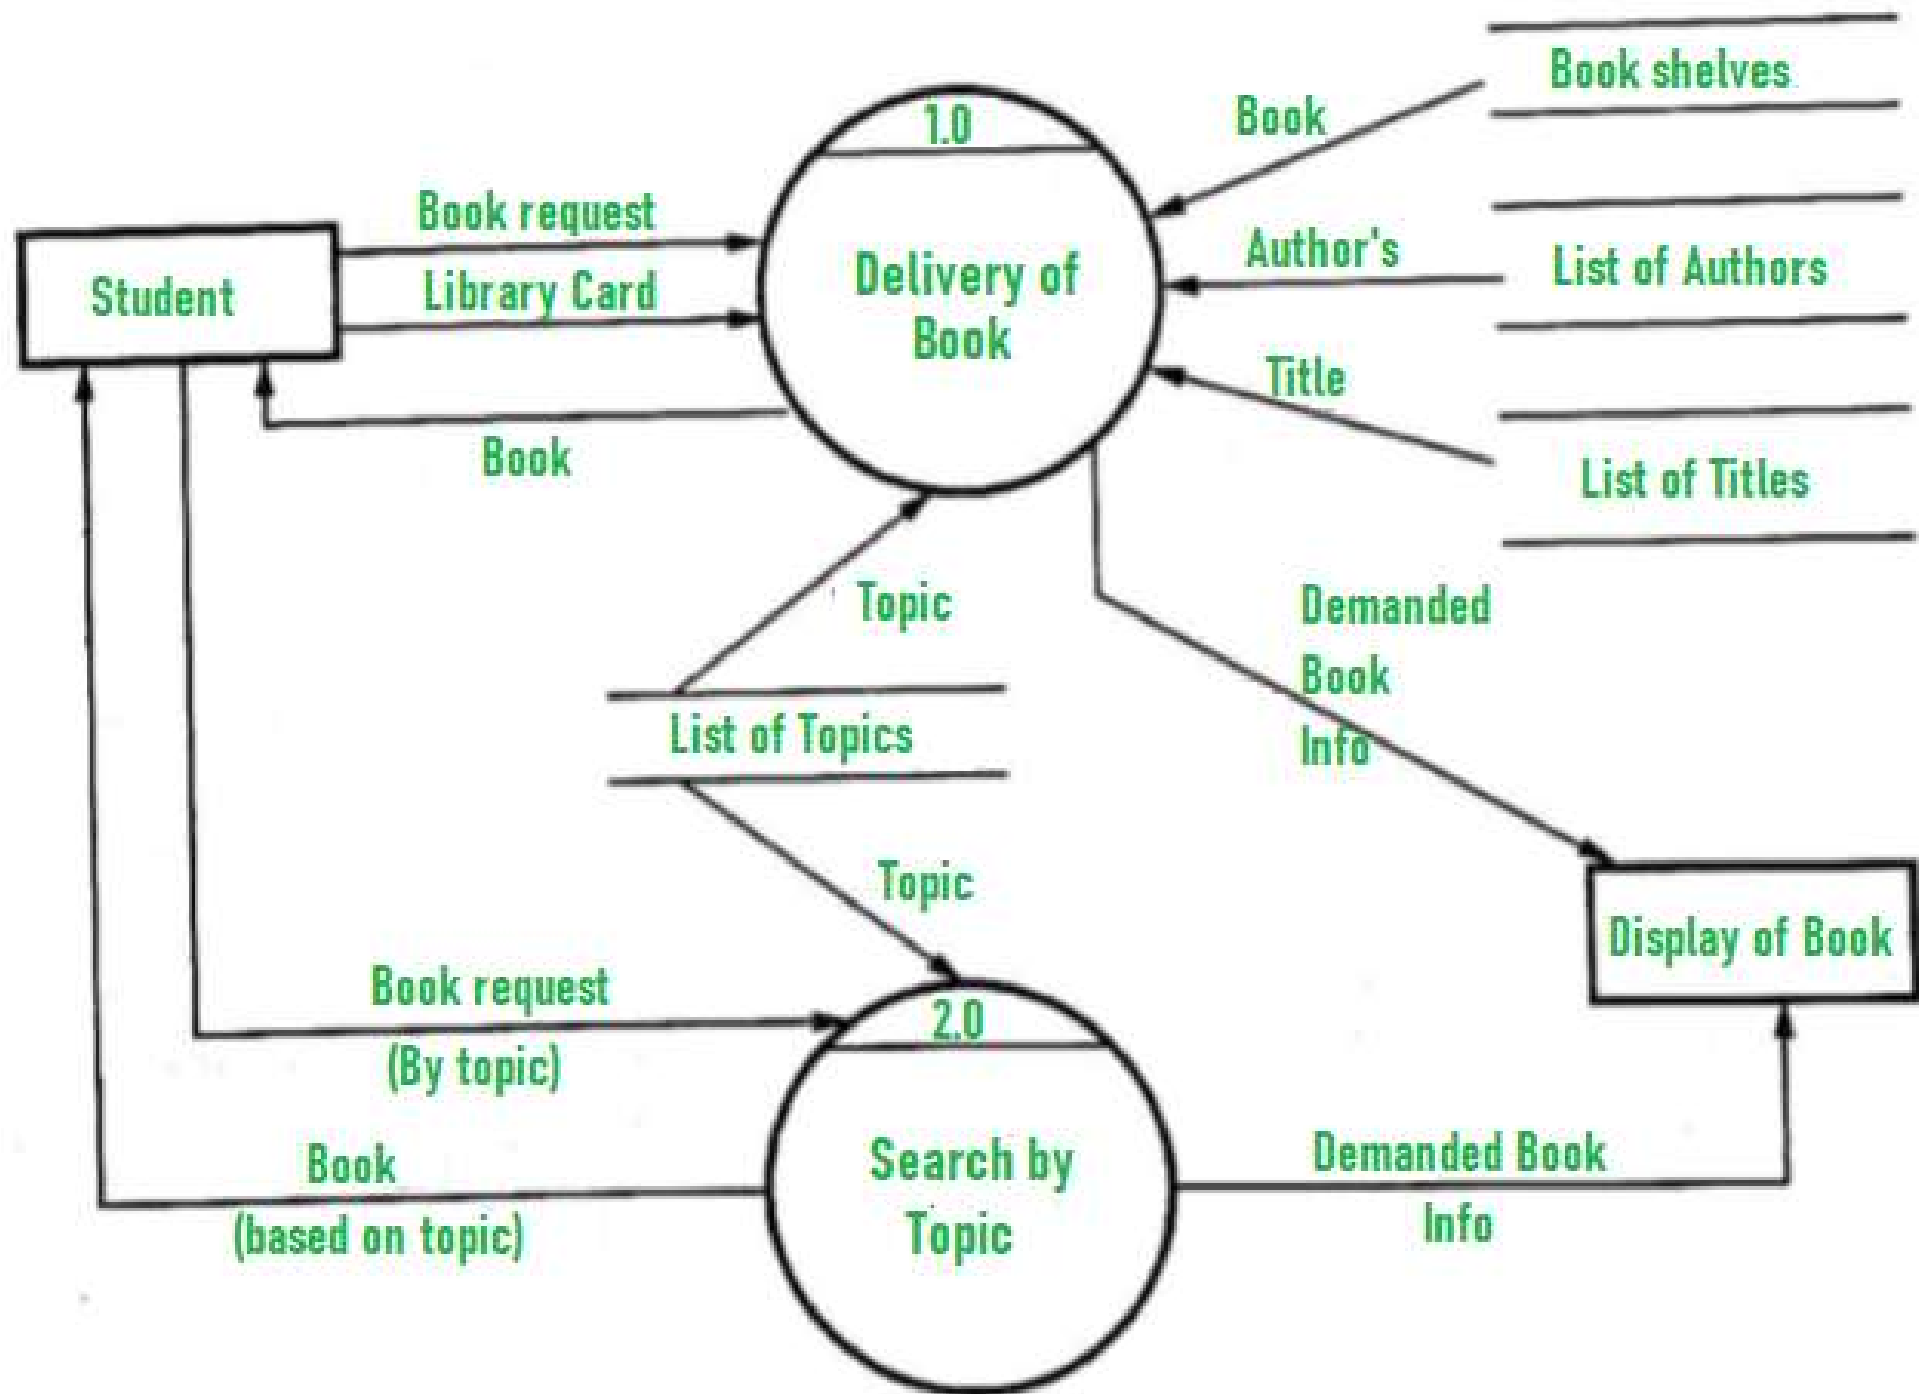 Book shelves
Book
1.0
Book request
Author's
List of Authors
Delivery of
Book
Student
Library Card
Title
Book
List of Titles
Topic
Demanded
Book
Info
List of Topics
Topic
Display of Book
Book request
(By topic)
2.0
Book
(based on topic)
Search by
Topic
Demanded Book
Info